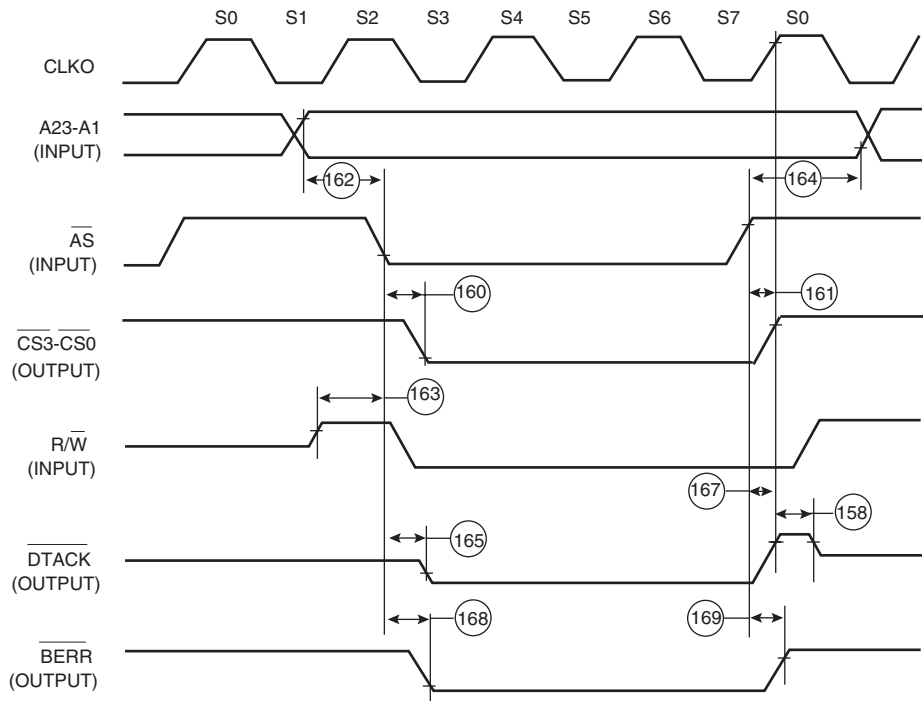 S0 S1 S2 S3 S4 S5 S6 S7 S0
CLKO
A23-A1
(INPUT)
162
164
AS
(INPUT)
160
161
CS3-CS0
(OUTPUT)
163
R/W
(INPUT)
167
158
165
DTACK
(OUTPUT)
168
169
BERR
(OUTPUT)